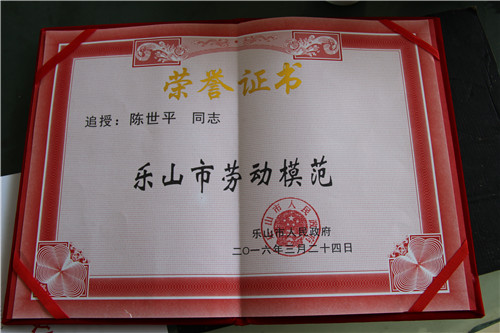 荣誉证书
追授：陈世平 同志
乐山市劳动模范
乐山市人民政府
二〇一六年三月二十四日